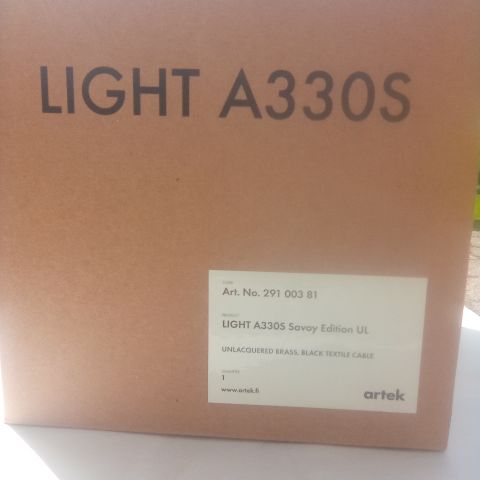 LIGHT A330S
Art. No. 291 003 81
LIGHT A330S Savoy Edition UL
UNLACQUERED BRASS, BLACK TEXTILE CABLE
1
www.artek.fi
artek